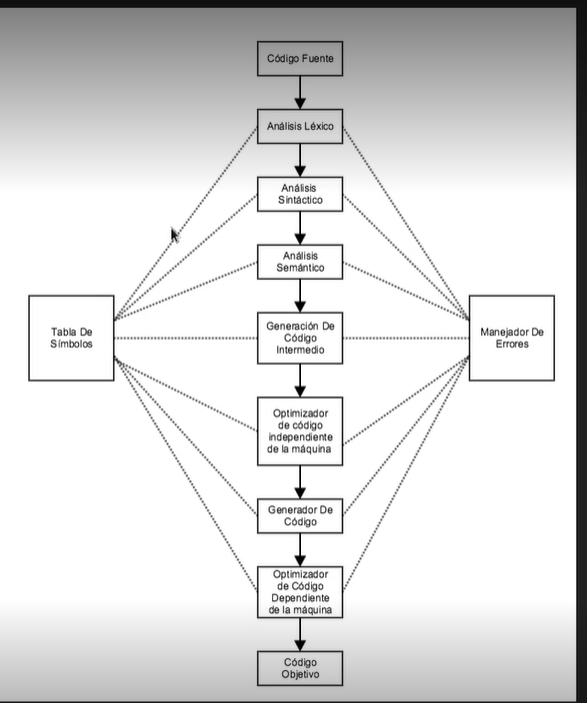 Código Fuente
Análisis Léxico
Análisis
Sintáctico
Análisis
Semántico
Tabla De
Símbolos
Generación De
Código
Intermedio
Manejador De
Errores
Optimizador
de código
independiente
de la máquina
Generador De
Código
Optimizador
de Código
Dependiente
de la máquina
Código
Objetivo